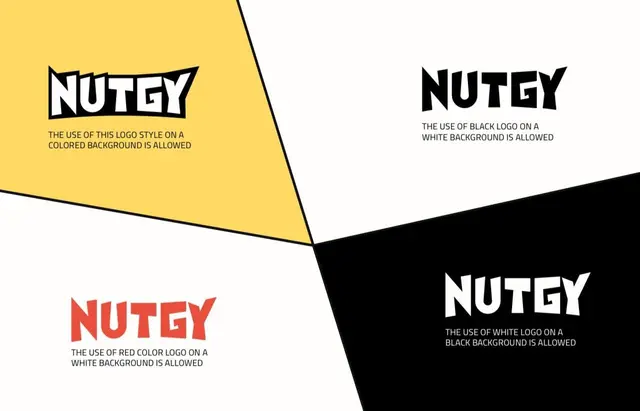 NUTGY
THE USE OF THIS LOGO STYLE ON A
COLORED BACKGROUND IS ALLOWED
NUTGY
THE USE OF BLACK LOGO ON A
WHITE BACKGROUND IS ALLOWED
NUTGY
THE USE OF RED COLOR LOGO ON A
WHITE BACKGROUND IS ALLOWED
NUTGY
THE USE OF WHITE LOGO ON A
BLACK BACKGROUND IS ALLOWED